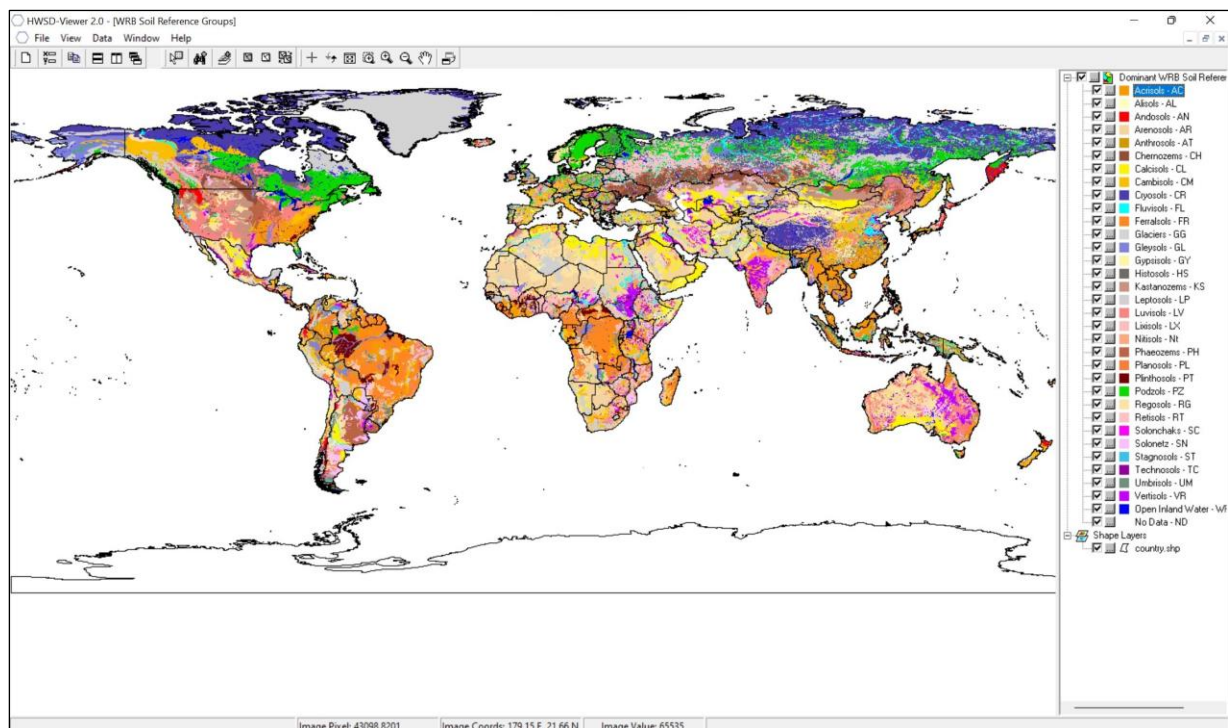 HWSD-Viewer 2.0 - [WRB Soil Reference Groups]
File View Data Window Help
Dominant WRB Soil Refere
Acrisols - AC
Alisols - AL
Andosols - AN
Arenosols - AR
Anthrosols - AT
Chernozems - CH
Calcisols - CL
Cambisols - CM
Cryosols - CR
Fluvisols - FL
Ferralsols - FR
Glaciers - GG
Gleysols - GL
Gypsisols - GY
Histosols - HS
Kastanozems - KS
Leptosols - LP
Luvisols - LV
Lixisols - LX
Nitisols - Nt
Phaeozems - PH
Planosols - PL
Plinthosols - PT
Podzols - PZ
Regosols - RG
Retisols - RT
Solonchaks - SC
Solonetz - SN
Stagnosols - ST
Technosols - TC
Umbrisols - UM
Vertisols - VR
Open Inland Water - WR
No Data - ND
Shape Layers
country.shp
Image Pixel: 43098,8201 Image Coords: 179.15 E, 21.66 N Image Value: 65535